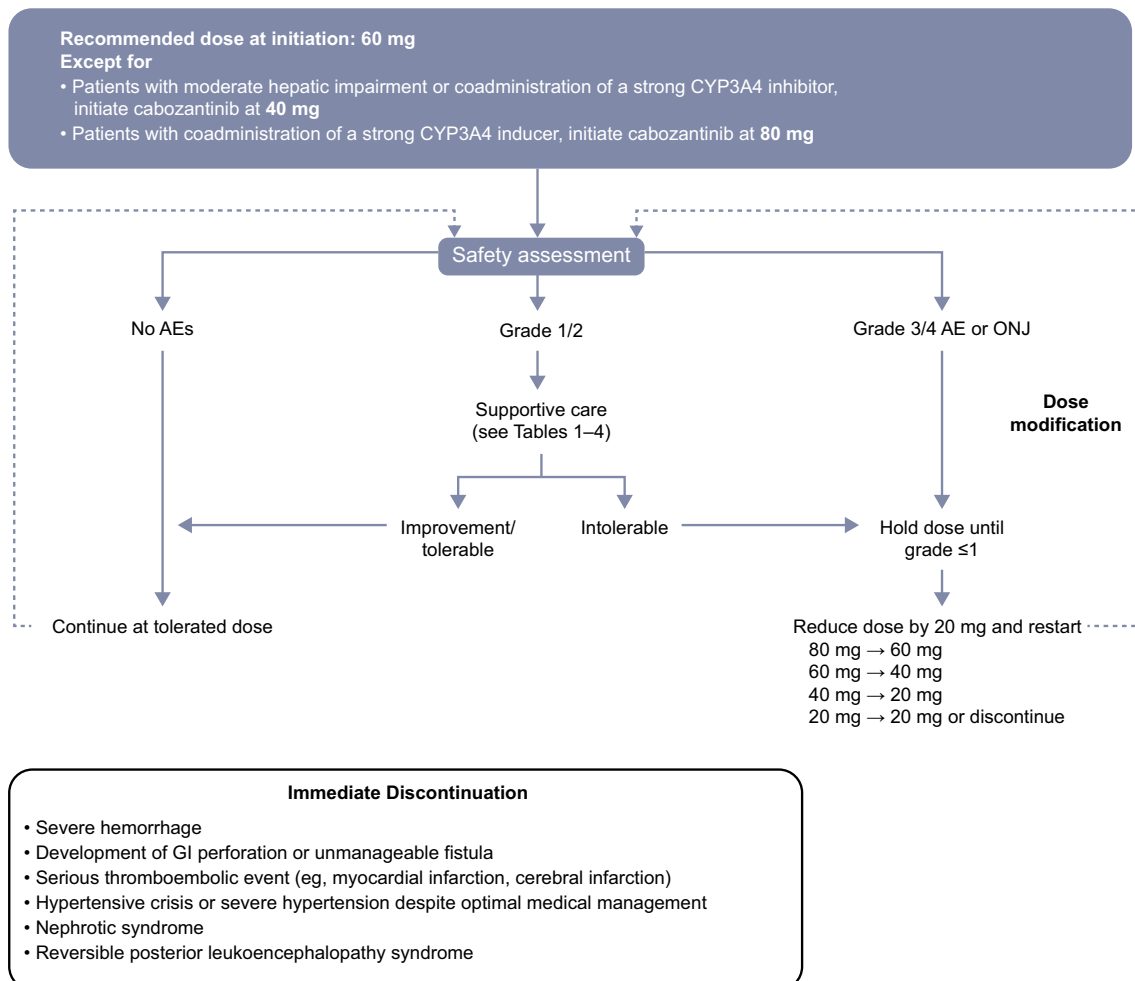 Recommended dose at initiation: 60 mg
Except for
• Patients with moderate hepatic impairment or coadministration of a strong CYP3A4 inhibitor,
initiate cabozantinib at 40 mg
• Patients with coadministration of a strong CYP3A4 inducer, initiate cabozantinib at 80 mg
Safety assessment
No AEs
Grade 1/2
Grade 3/4 AE or ONJ
Supportive care
(see Tables 1–4)
Dose
modification
Improvement/
tolerable
Intolerable
Hold dose until
grade ≤1
Continue at tolerated dose
Reduce dose by 20 mg and restart
80 mg → 60 mg
60 mg → 40 mg
40 mg → 20 mg
20 mg → 20 mg or discontinue
Immediate Discontinuation
• Severe hemorrhage
• Development of GI perforation or unmanageable fistula
• Serious thromboembolic event (eg, myocardial infarction, cerebral infarction)
• Hypertensive crisis or severe hypertension despite optimal medical management
• Nephrotic syndrome
• Reversible posterior leukoencephalopathy syndrome